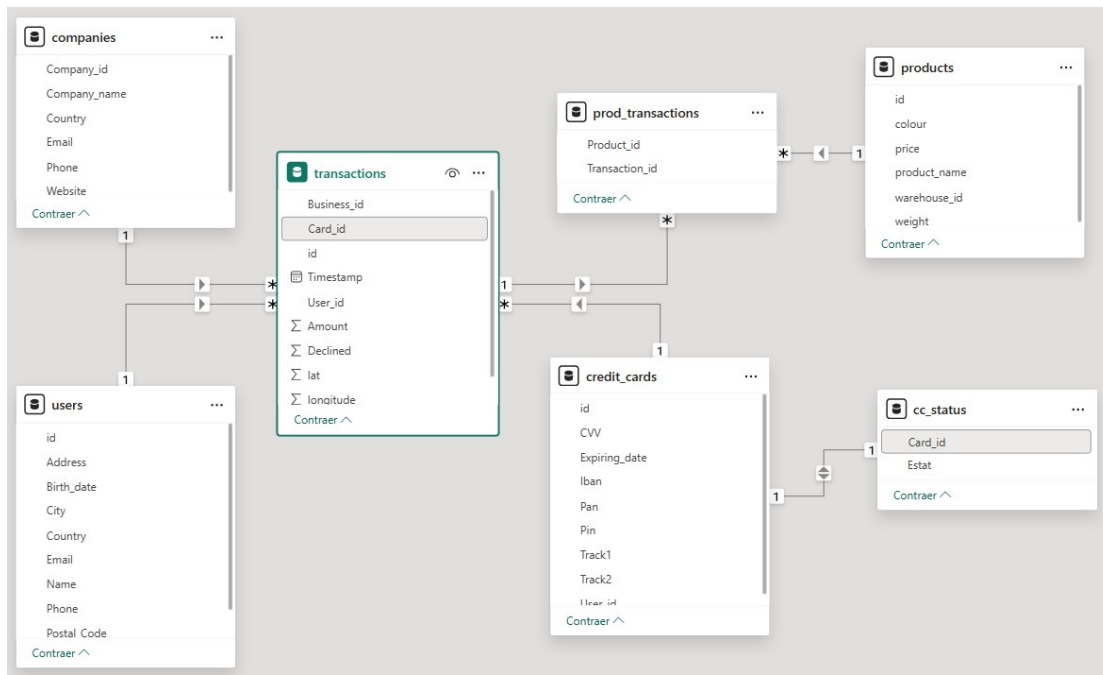 companies
Company_id
Company_name
Country
Email
Phone
Website
Contraer
transactions
Business_id
Card_id
id
Timestamp
User_id
Amount
Declined
lat
longitude
Contraer
users
id
Address
Birth_date
City
Country
Email
Name
Phone
Postal Code
Contraer
prod_transactions
Product_id
Transaction_id
Contraer
products
id
colour
price
product_name
warehouse_id
weight
Contraer
credit_cards
id
CVV
Expiring_date
Iban
Pan
Pin
Track1
Track2
User_id
Contraer
cc_status
Card_id
Estat
Contraer
1
*
1
*
1
*
*
1
*
1
1
1